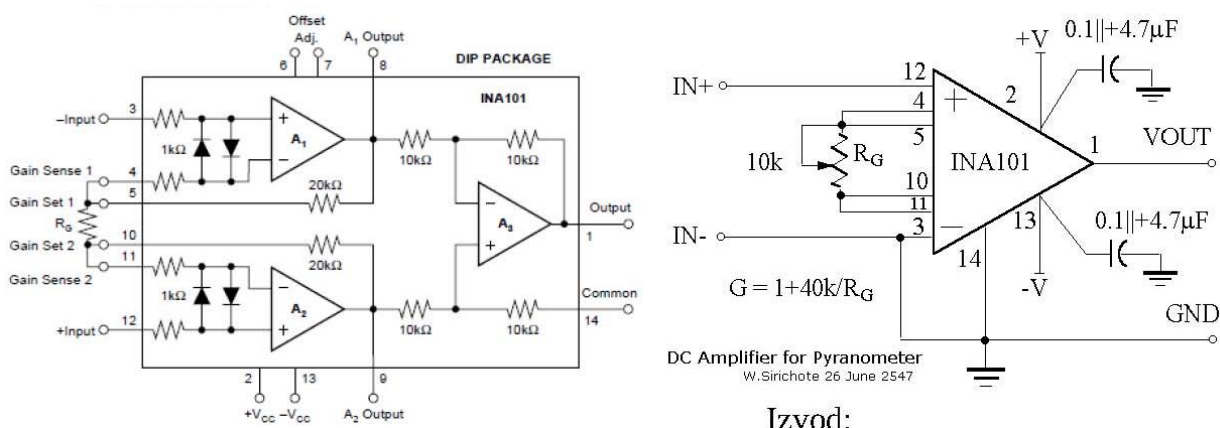 Offset
Adj.
A1 Output
6
7
8
DIP PACKAGE
INA101
–Input
3
1kΩ
A1
10kΩ
10kΩ
Gain Sense 1
4
Gain Set 1
5
20kΩ
RG
A3
Output
1
Gain Set 2
10
20kΩ
Gain Sense 2
11
1kΩ
A2
10kΩ
10kΩ
Common
14
+Input
12
2
13
9
+VCC
–VCC
A2 Output
+V
0.1||+4.7µF
IN+
12
4
5
+
2
1
VOUT
10k
RG
INA101
10
11
3
13
14
0.1||+4.7µF
IN-
G = 1+40k/RG
-V
GND
DC Amplifier for Pyranometer
W.Sirichote 26 June 2547
Izvod: